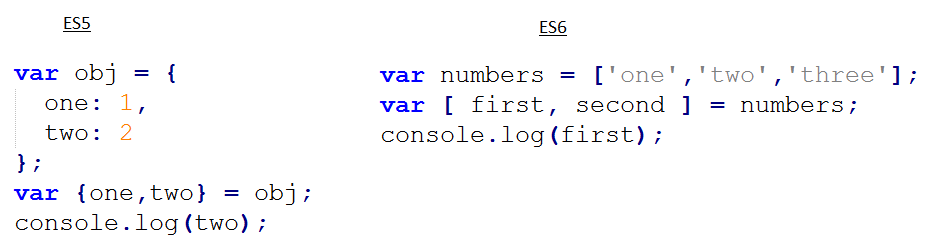 ES5
var obj = {
  one: 1,
  two: 2
};
var {one,two} = obj;
console.log(two);
ES6
var numbers = ['one','two','three'];
var [ first, second ] = numbers;
console.log(first);